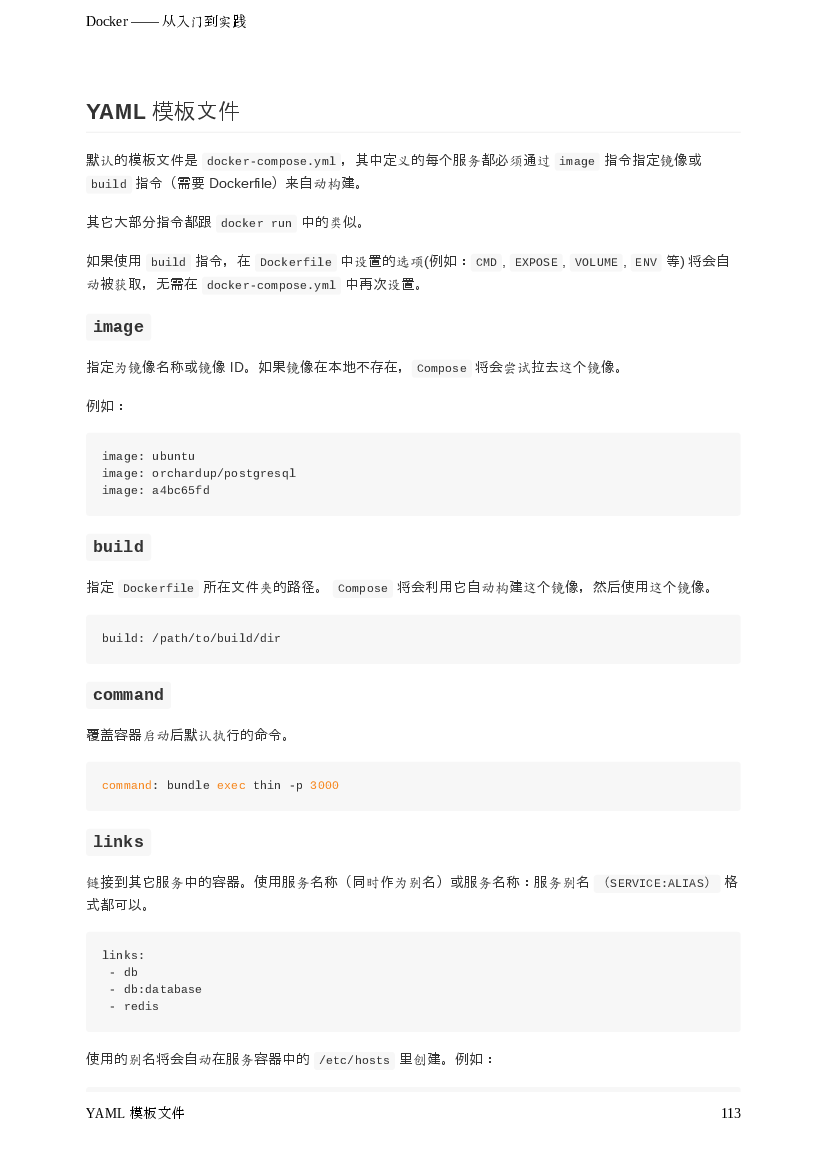 Docker —— 从入门到实践
YAML 模板文件
默认的模板文件是 docker-compose.yml ，其中定义的每个服务都必须通过 image 指令指定镜像或
build 指令（需要 Dockerfile）来自动构建。
其它大部分指令都跟 docker run 中的类似。
如果使用 build 指令，在 Dockerfile 中设置的选项(例如：CMD , EXPOSE , VOLUME , ENV 等) 将会自
动被获取，无需在 docker-compose.yml 中再次设置。
image
指定为镜像名称或镜像 ID。如果镜像在本地不存在， Compose 将会尝试拉去这个镜像。
例如：
image: ubuntu
image: orchardup/postgresql
image: a4bc65fd
build
指定 Dockerfile 所在文件夹的路径。 Compose 将会利用它自动构建这个镜像，然后使用这个镜像。
build: /path/to/build/dir
command
覆盖容器启动后默认执行的命令。
command: bundle exec thin -p 3000
links
链接到其它服务中的容器。使用服务名称（同时作为别名）或服务名称：服务别名 （SERVICE:ALIAS） 格
式都可以。
links:
 - db
 - db:database
 - redis
使用的别名将会自动在服务容器中的 /etc/hosts 里创建。例如：
YAML 模板文件 113